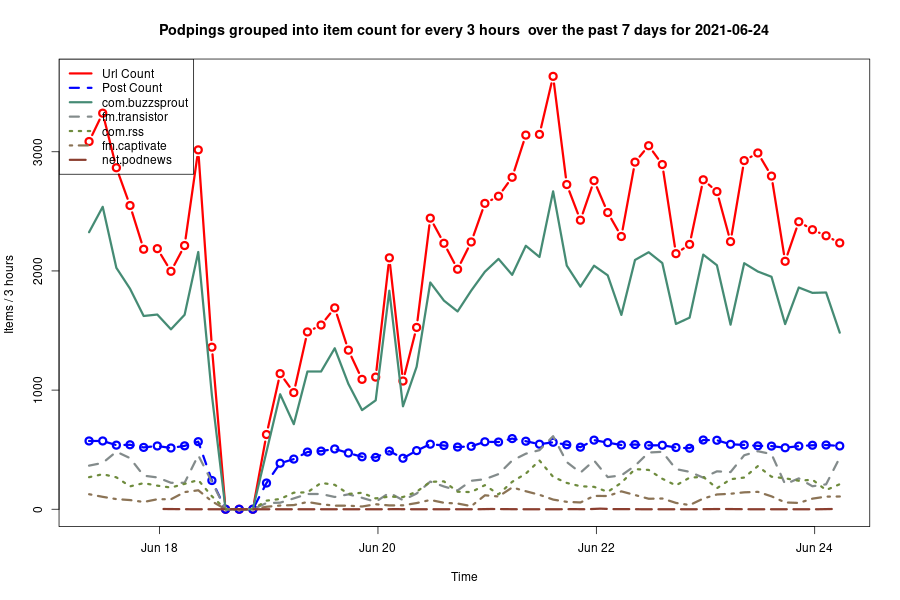 Podpings grouped into item count for every 3 hours  over the past 7 days for 2021-06-24
Url Count
Post Count
com.buzzsprout
fm.transistor
com.rss
fm.captivate
net.podnews
Items / 3 hours
3000
2000
1000
0
Jun 18
Jun 20
Jun 22
Jun 24
Time